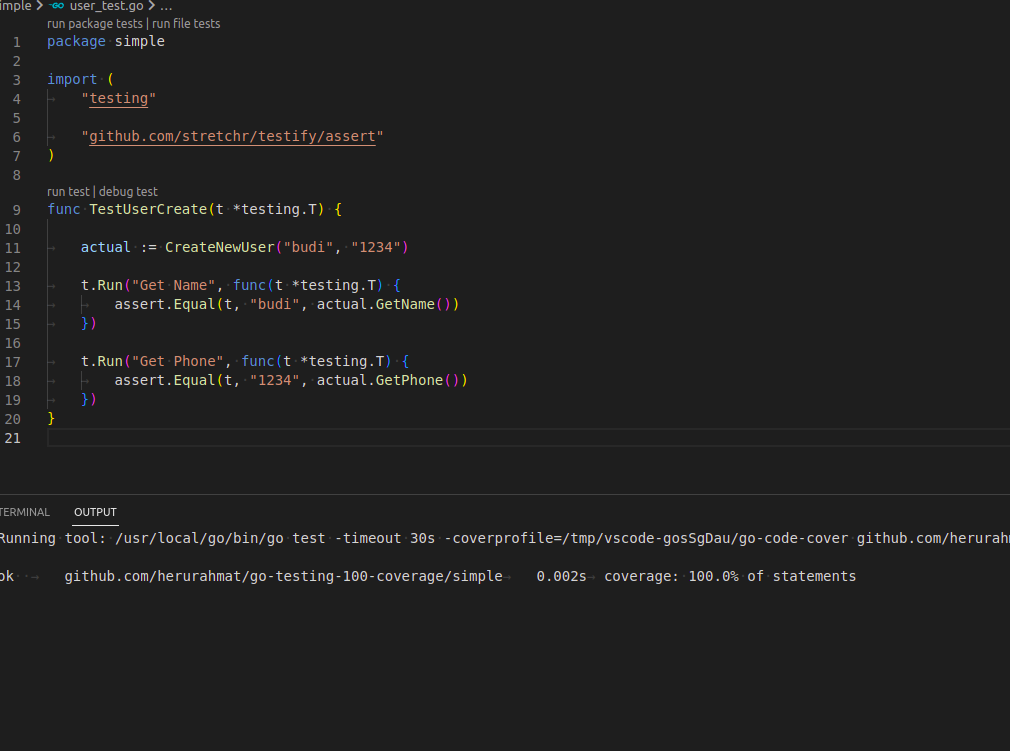 imple > GO user_test.go > ...
run package tests | run file tests
1 package simple
2
3 import (
4 "testing"
5
6 "github.com/stretchr/testify/assert"
7 )
8
run test | debug test
9 func TestUserCreate(t *testing.T) {
10
11 actual := CreateNewUser("budi", "1234")
12
13 t.Run("Get Name", func(t *testing.T) {
14 assert.Equal(t, "budi", actual.GetName())
15 })
16
17 t.Run("Get Phone", func(t *testing.T) {
18 assert.Equal(t, "1234", actual.GetPhone())
19 })
20 }
21
TERMINAL OUTPUT
Running tool: /usr/local/go/bin/go test -timeout 30s -coverprofile=/tmp/vscode-gosSgDau/go-code-cover github.com/herurahm
ok github.com/herurahmat/go-testing-100-coverage/simple 0.002s coverage: 100.0% of statements